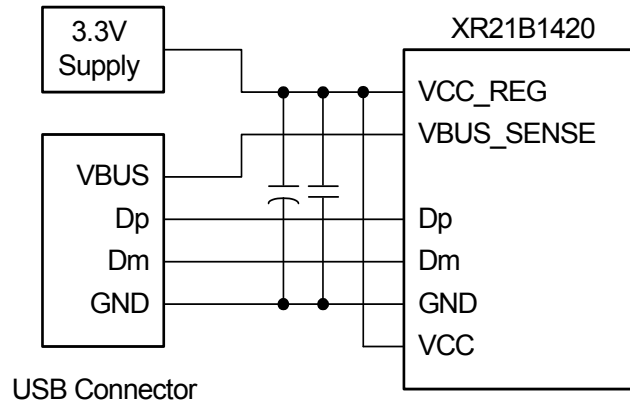 3.3V
Supply
XR21B1420
VCC_REG
VBUS_SENSE
VBUS
Dp
Dp
Dm
Dm
GND
GND
VCC
USB Connector